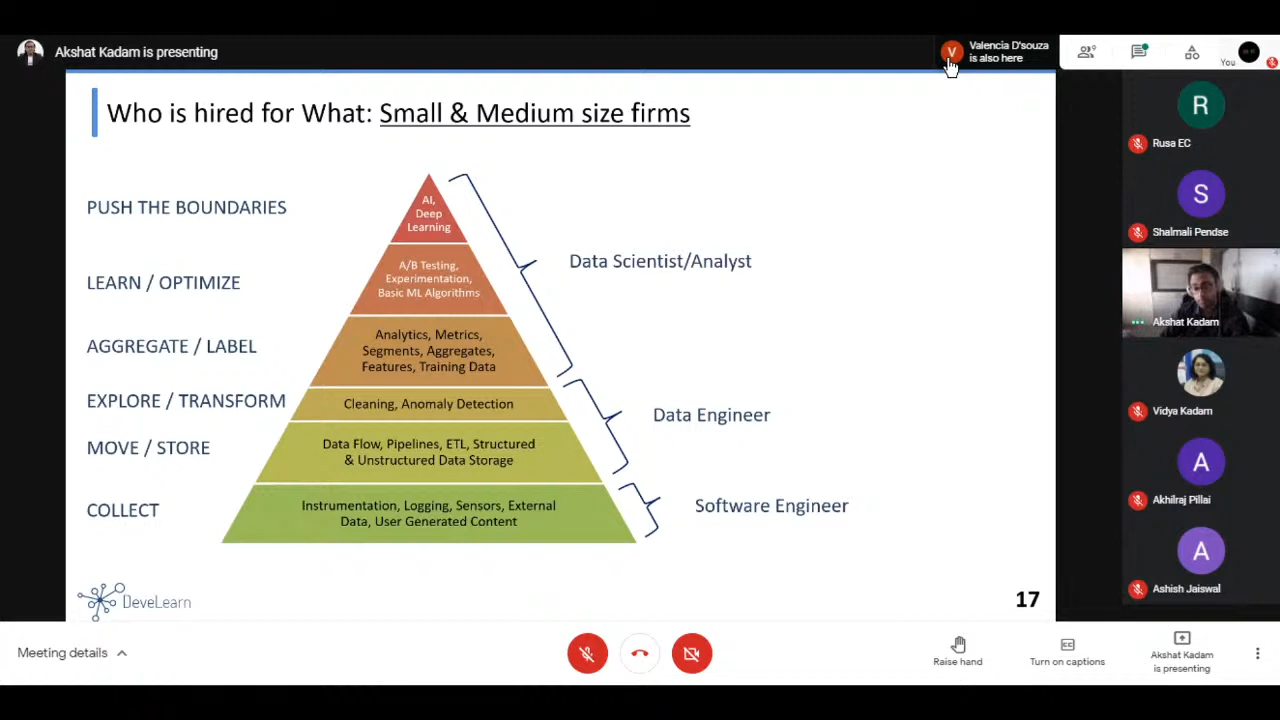 Akshat Kadam is presenting
V
Valencia D'souza
is also here
You
Who is hired for What: Small & Medium size firms
PUSH THE BOUNDARIES
LEARN / OPTIMIZE
AGGREGATE / LABEL
EXPLORE / TRANSFORM
MOVE / STORE
COLLECT
AI,
Deep
Learning
A/B Testing,
Experimentation,
Basic ML Algorithms
Analytics, Metrics,
Segments, Aggregates,
Features, Training Data
Cleaning, Anomaly Detection
Data Flow, Pipelines, ETL, Structured
& Unstructured Data Storage
Instrumentation, Logging, Sensors, External
Data, User Generated Content
Data Scientist/Analyst
Data Engineer
Software Engineer
DeveLearn
17
R
Rusa EC
S
Shalmali Pendse
Akshat Kadam
Vidya Kadam
A
Akhilraj Pillai
A
Ashish Jaiswal
Meeting details
Raise hand
Turn on captions
Akshat Kadam
is presenting